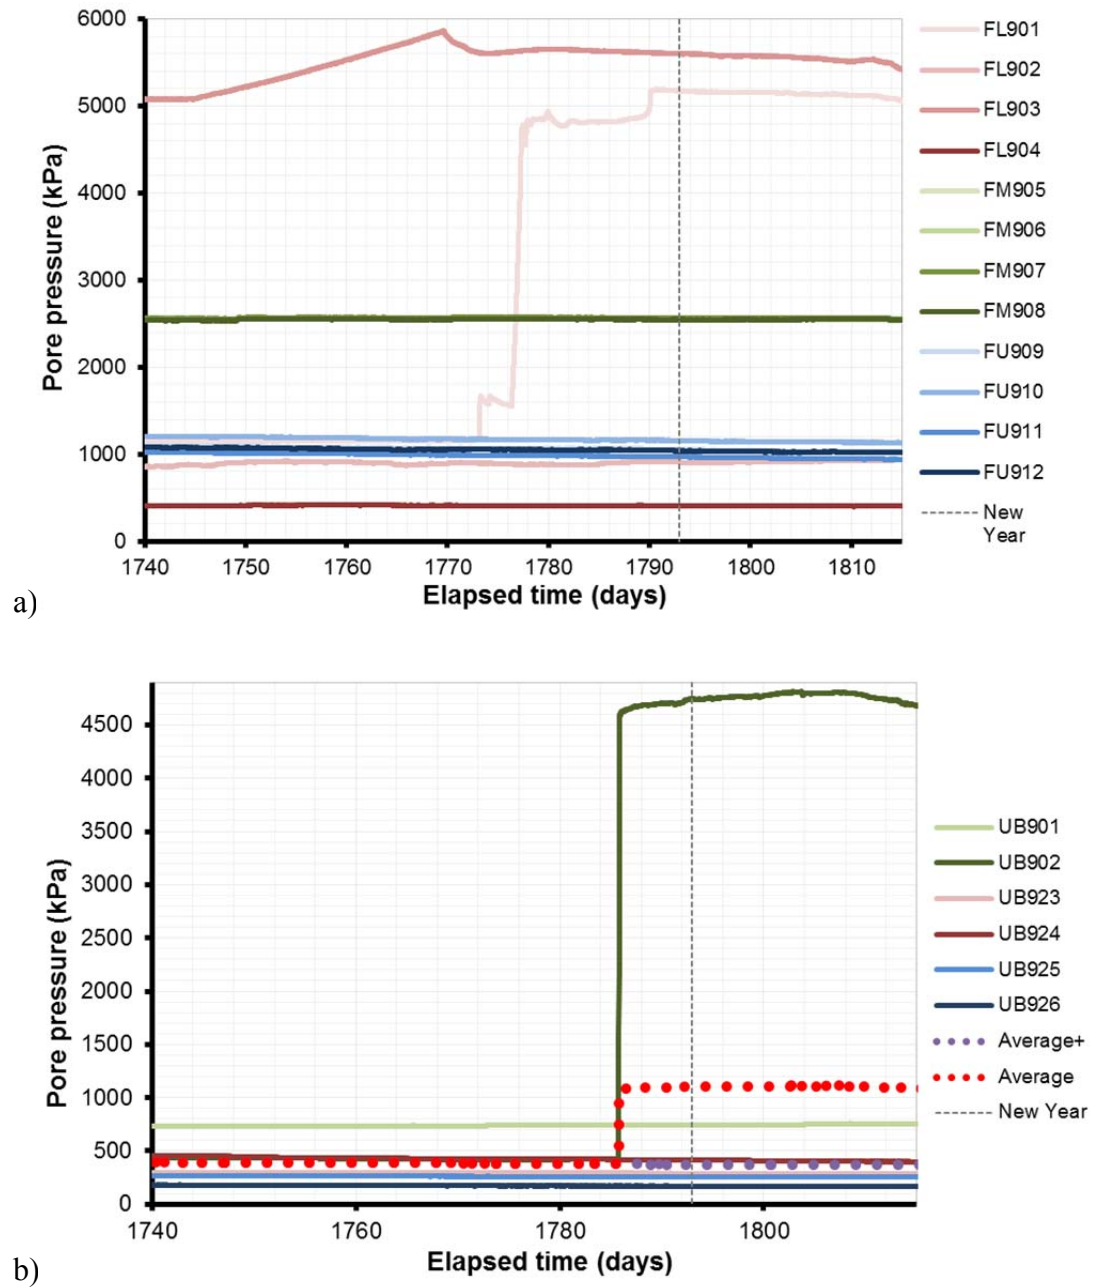 6000
5000
4000
3000
2000
1000
0
Pore pressure (kPa)
1740 1750 1760 1770 1780 1790 1800 1810
Elapsed time (days)
FL901
FL902
FL903
FL904
FM905
FM906
FM907
FM908
FU909
FU910
FU911
FU912
New
Year
a)
4500
4000
3500
3000
2500
2000
1500
1000
500
0
Pore pressure (kPa)
1740 1760 1780 1800
Elapsed time (days)
UB901
UB902
UB923
UB924
UB925
UB926
Average+
Average
New Year
b)